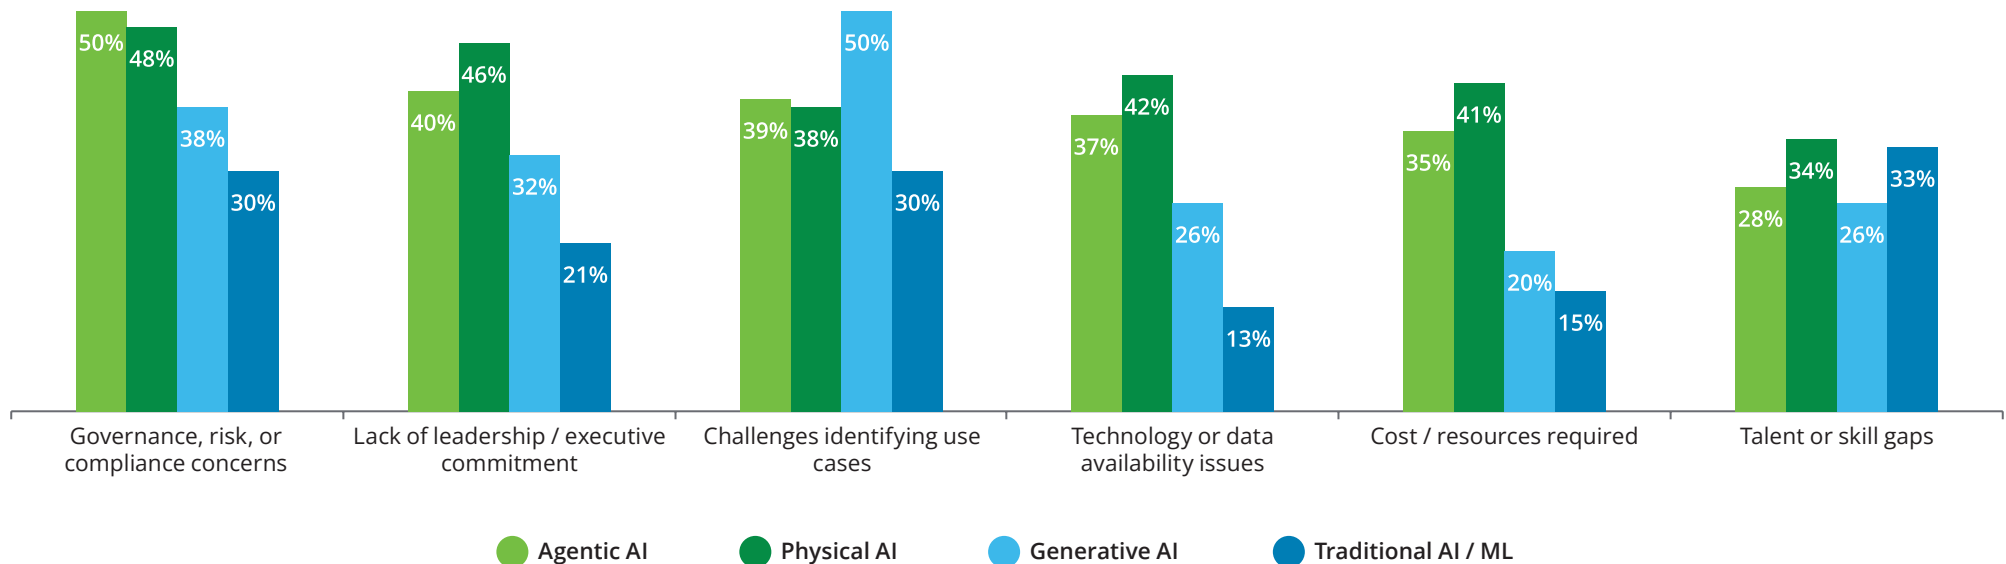 50%
48%
38%
30%
40%
46%
32%
21%
39%
38%
50%
30%
37%
42%
26%
13%
35%
41%
20%
15%
28%
34%
26%
33%
Governance, risk, or
compliance concerns
Lack of leadership / executive
commitment
Challenges identifying use
cases
Technology or data
availability issues
Cost / resources required
Talent or skill gaps
Agentic AI
Physical AI
Generative AI
Traditional AI / ML